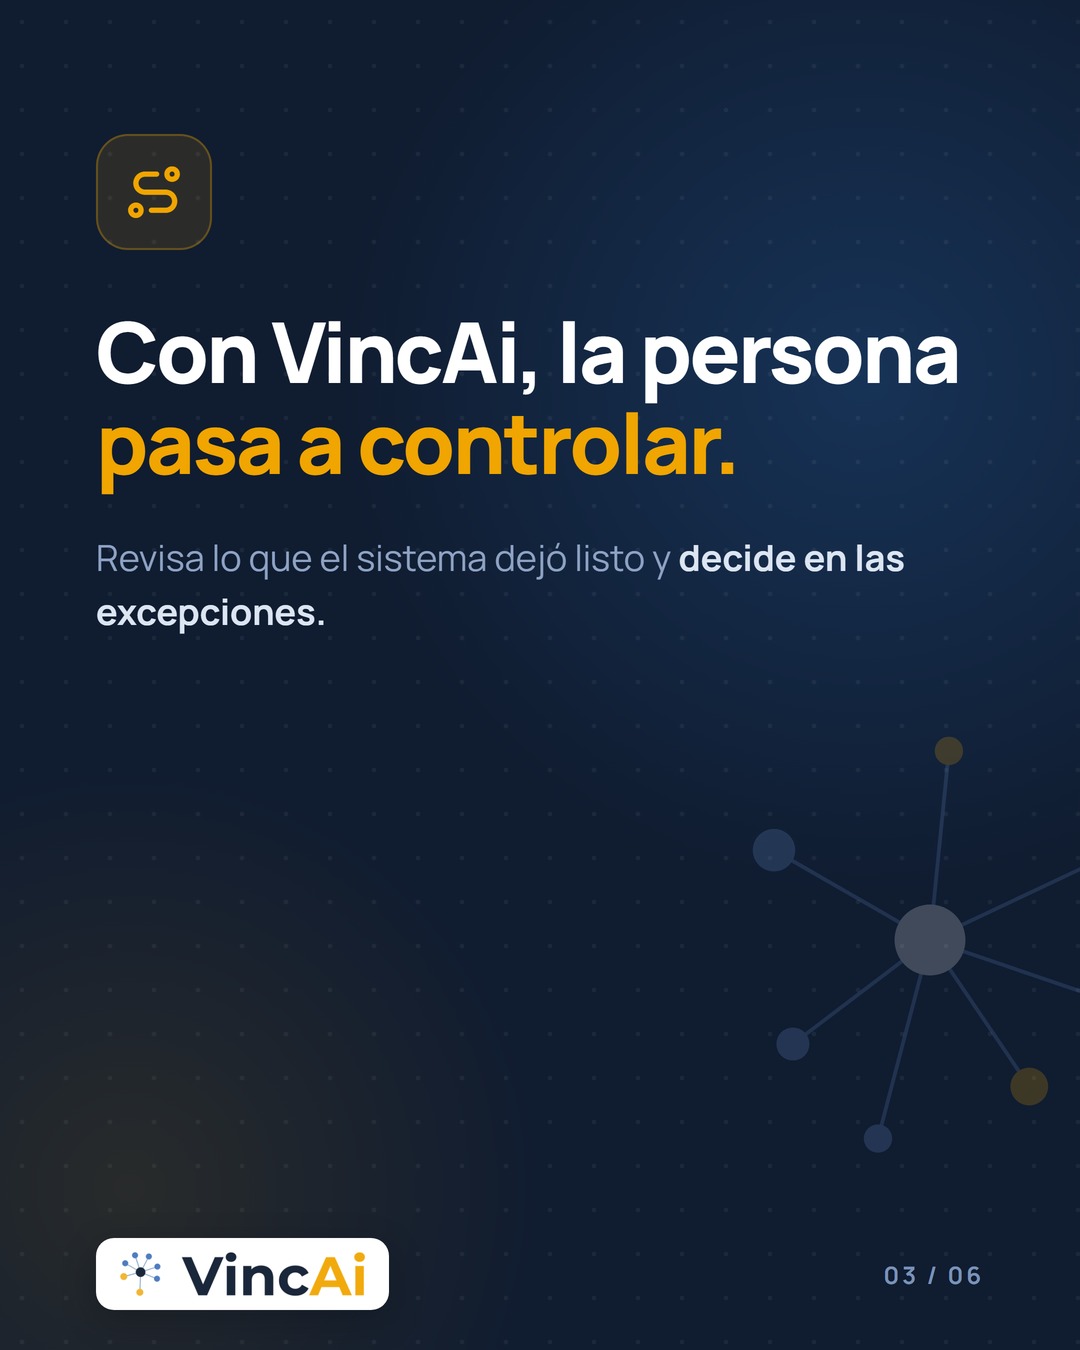 Con VincAi, la persona
pasa a controlar.
Revisa lo que el sistema dejó listo y decide en las
excepciones.
VincAi
03 / 06